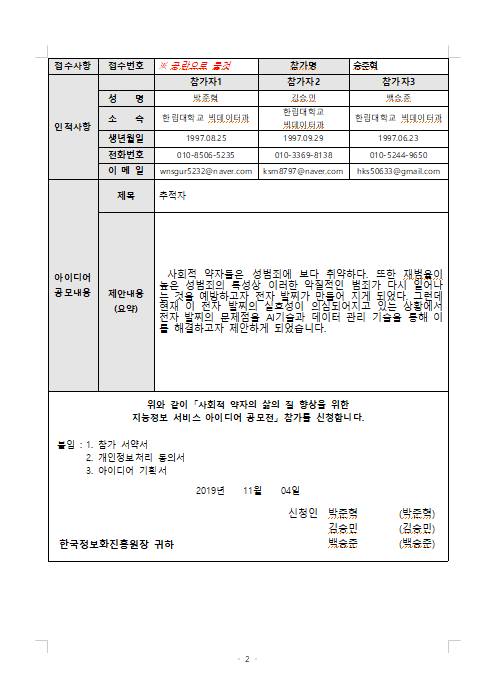 접수사항 접수번호 ※ 공란으로 둘것 참가명 승준혁
참가자1 참가자2 참가자3
성 명 박준혁 김승민 백승준
인적사항
소 속 한림대학교 빅데이터과 한림대학교 빅데이터과 한림대학교 빅데이터과
생년월일 1997.08.25 1997.09.29 1997.06.23
전화번호 010-8506-5235 010-3369-8138 010-5244-9650
이 메 일 wnsgur5232@naver.com ksm8797@naver.com hks50633@gmail.com
아이디어 공모내용
제목 추적자
제안내용 (요약)
사회적 약자들은 성범죄에 보다 취약하다. 또한 재범율이
높은 성범죄의 특성상 이러한 악질적인 범죄가 다시 일어나
는 것을 예방하고자 전자 발찌가 만들어 지게 되었다. 그런데
현재 이 전자 발찌의 실효성이 의심되어지고 있는 상황에서
전자 발찌의 문제점을 AI기술과 데이터 관리 기술을 통해 이
를 해결하고자 제안하게 되었습니다.
위와 같이 「사회적 약자의 삶의 질 향상을 위한
지능정보 서비스 아이디어 공모전」 참가를 신청합니다.
붙임 : 1. 참가 서약서
2. 개인정보처리 동의서
3. 아이디어 기획서
2019년 11월 04일
신청인 박준혁 (박준혁)
김승민 (김승민)
한국정보화진흥원장 귀하 백승준 (백승준)
- 2 -